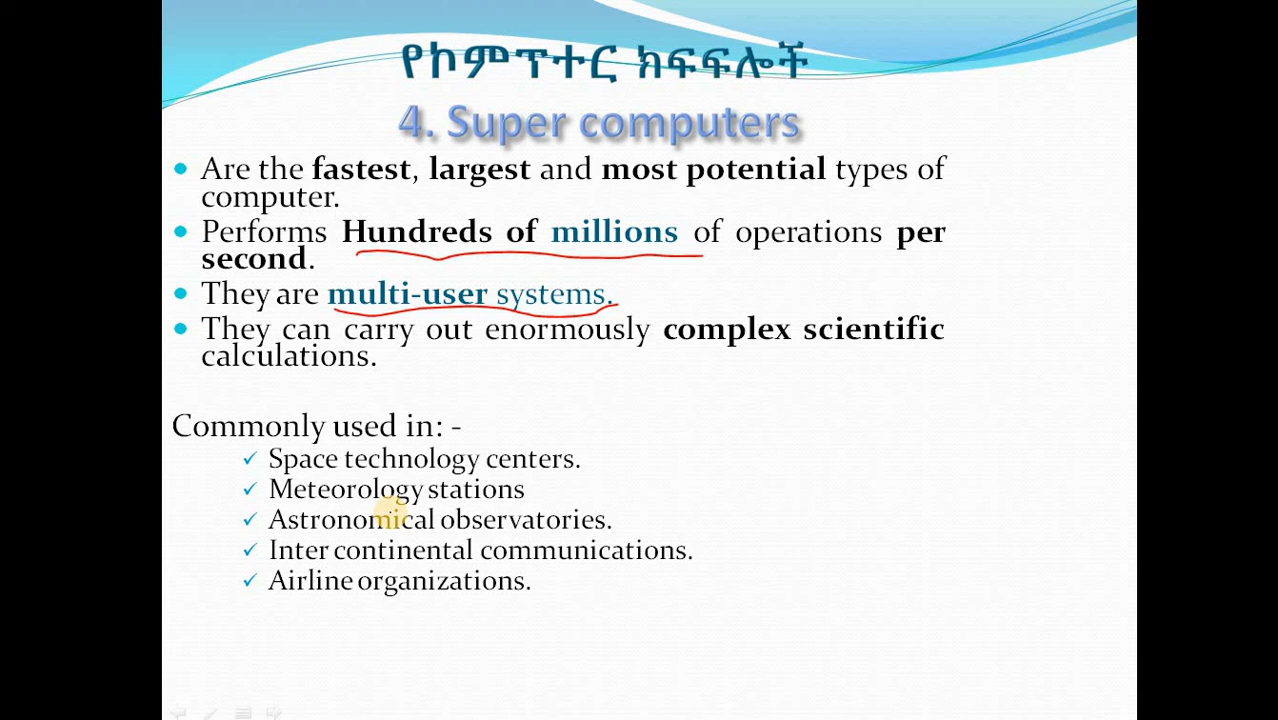 የኮምፒተር ክፍፍሎች
4. Super computers
• Are the fastest, largest and most potential types of
computer.
• Performs Hundreds of millions of operations per
second.
• They are multi-user systems.
• They can carry out enormously complex scientific
calculations.
Commonly used in: -
✓ Space technology centers.
✓ Meteorology stations
✓ Astronomical observatories.
✓ Inter continental communications.
✓ Airline organizations.